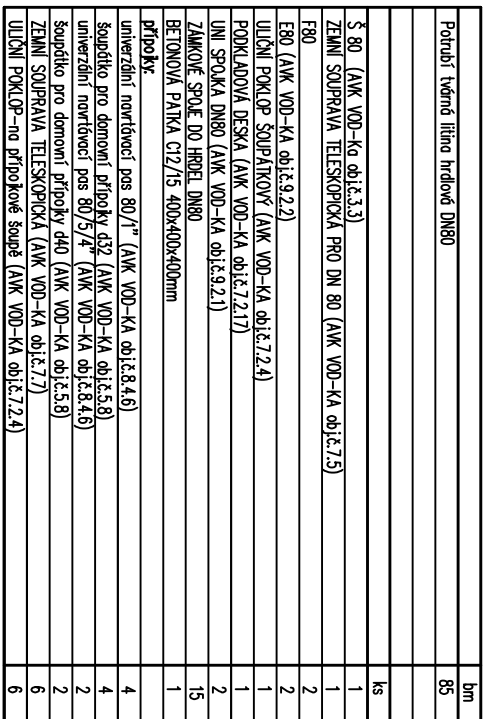 bm
Potrubí tvárná litina hrdlová DN80 85
ks
Š 80 (AVK VOD-Ka obj.č.3.3) 1
ZEMNÍ SOUPRAVA TELESKOPICKÁ PRO DN 80 (AVK VOD-KA obj.č.7.5) 1
F80 2
E80 (AVK VOD-KA obj.č.9.2.2) 2
ULIČNÍ POKLOP ŠOUPÁTKOVÝ (AVK VOD-KA obj.č.7.2.4) 1
PODKLADOVÁ DESKA (AVK VOD-KA obj.č.7.2.17) 1
UNI SPOJKA DN80 (AVK VOD-KA obj.č.9.2.1) 2
ZÁMKOVÉ SPOJE DO HRDEL DN80 15
BETONOVÁ PATKA C12/15 400x400x400mm 1
přípojky:
univerzální navrtávací pas 80/1" (AVK VOD-KA obj.č.8.4.6) 4
šoupátko pro domovní přípojky d32 (AVK VOD-KA obj.č.5.8) 4
univerzální navrtávací pas 80/5/4" (AVK VOD-KA obj.č.8.4.6) 2
šoupátko pro domovní přípojky d40 (AVK VOD-KA obj.č.5.8) 2
ZEMNÍ SOUPRAVA TELESKOPICKÁ (AVK VOD-KA obj.č.7.7) 6
ULIČNÍ POKLOP-na přípojkové šoupě (AVK VOD-KA obj.č.7.2.4) 6